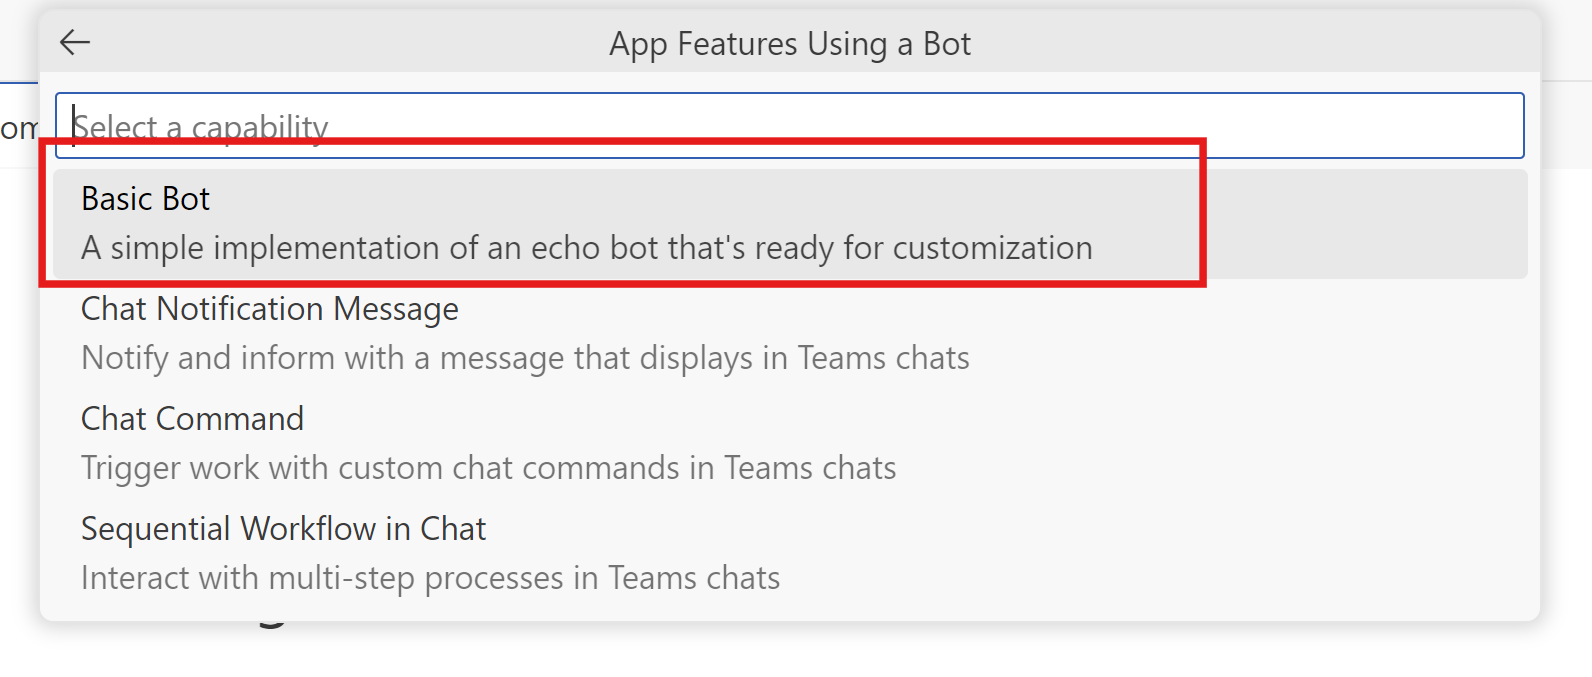 App Features Using a Bot
Select a capability
Basic Bot
A simple implementation of an echo bot that's ready for customization
Chat Notification Message
Notify and inform with a message that displays in Teams chats
Chat Command
Trigger work with custom chat commands in Teams chats
Sequential Workflow in Chat
Interact with multi-step processes in Teams chats